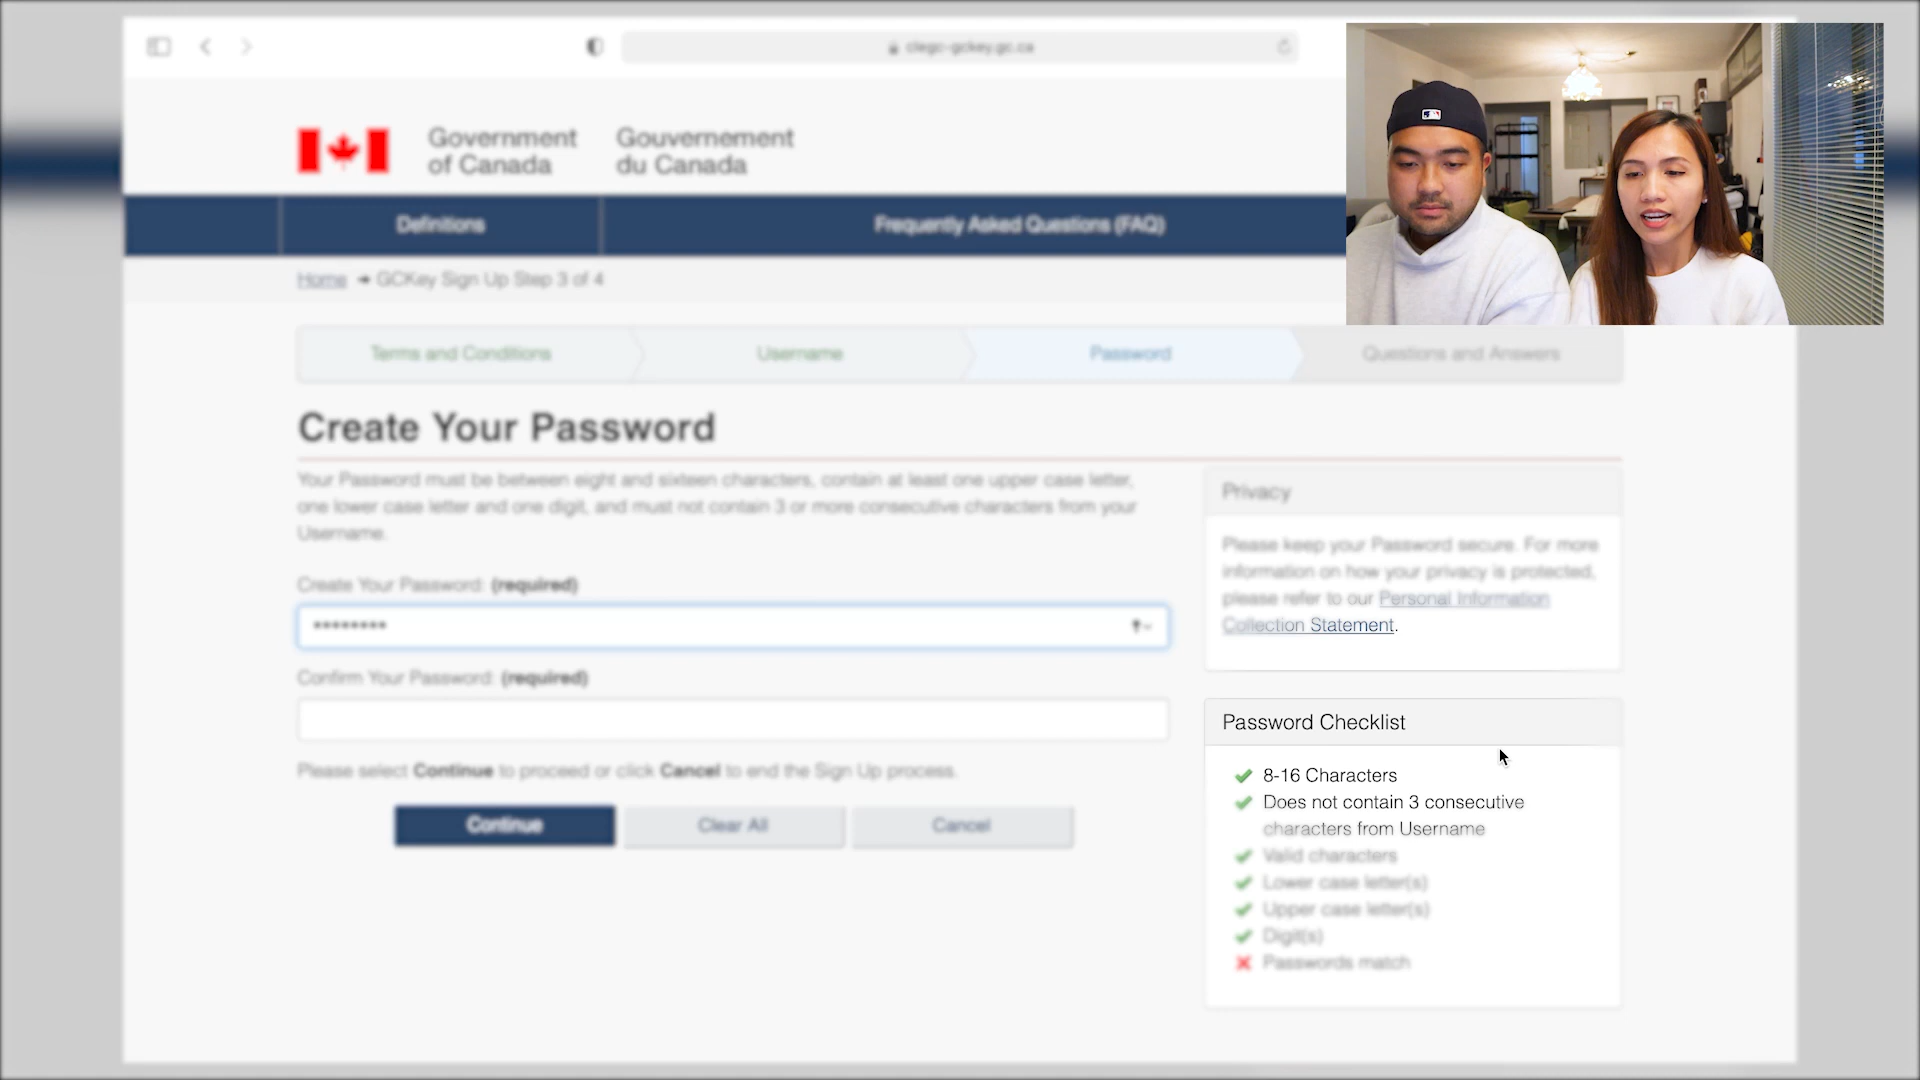 clegc-gckey.gc.ca
Government
of Canada
Gouvernement
du Canada
Definitions
Frequently Asked Questions (FAQ)
Home → GCKey Sign Up Step 3 of 4
Terms and Conditions
Username
Password
Questions and Answers
Create Your Password
Your Password must be between eight and sixteen characters, contain at least one upper case letter,
one lower case letter and one digit, and must not contain 3 or more consecutive characters from your
Username.
Create Your Password: (required)
••••••••
Confirm Your Password: (required)
Please select Continue to proceed or click Cancel to end the Sign Up process.
Continue
Clear All
Cancel
Privacy
Please keep your Password secure. For more
information on how your privacy is protected,
please refer to our Personal Information
Collection Statement.
Password Checklist
8-16 Characters
Does not contain 3 consecutive
characters from Username
Valid characters
Lower case letter(s)
Upper case letter(s)
Digit(s)
Passwords match